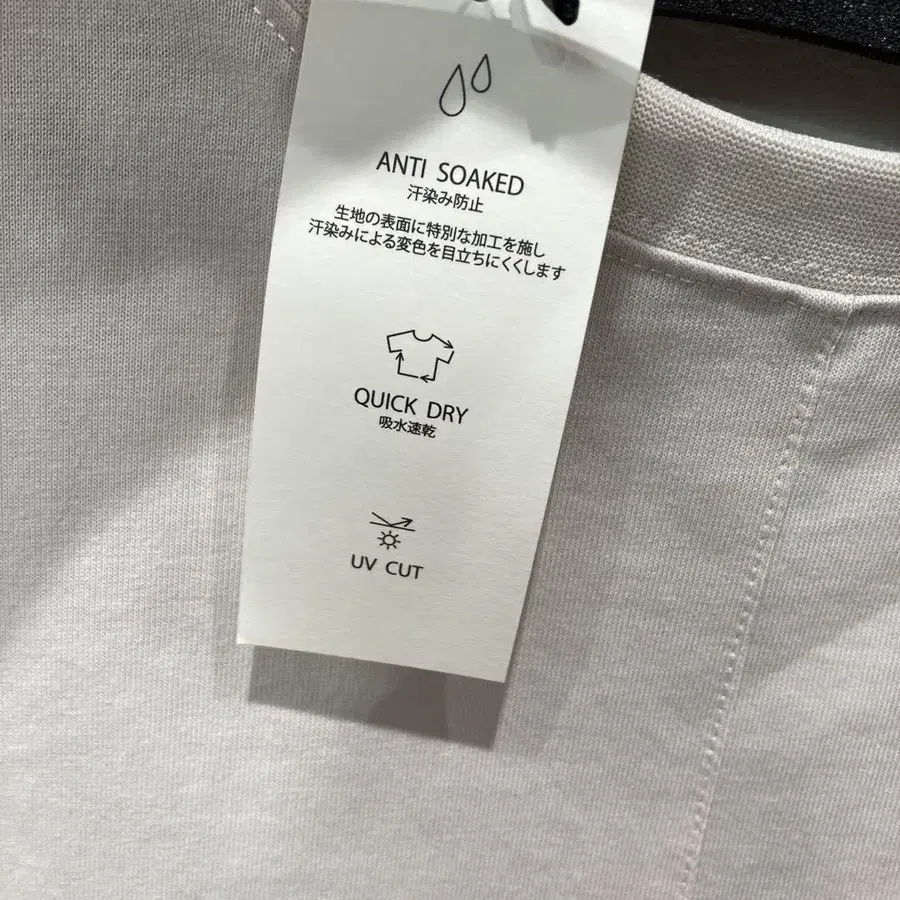 ANTI SOAKED
汗染み防止
生地の表面に特別な加工を施し
汗染みによる変色を目立ちにくくします
QUICK DRY
吸水速乾
UV CUT